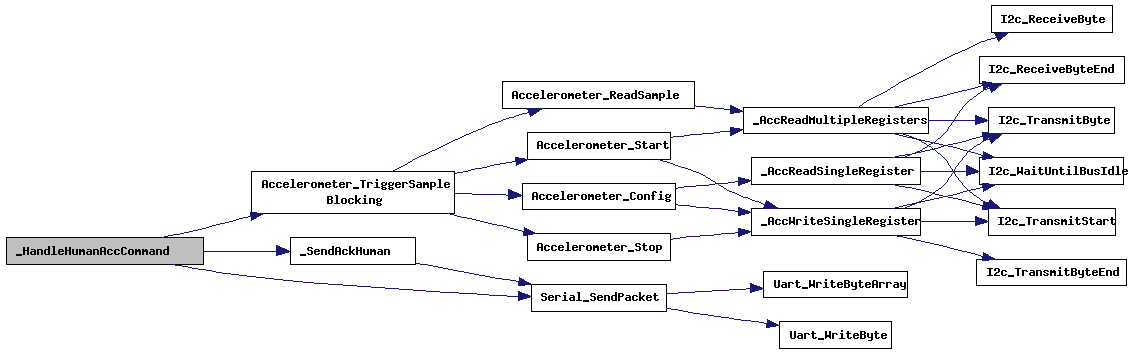 I2c_ReceiveByte
I2c_ReceiveByteEnd
Accelerometer_ReadSample
_AccReadMultipleRegisters
I2c_TransmitByte
Accelerometer_Start
_AccReadSingleRegister
I2c_WaitUntilBusIdle
Accelerometer_TriggerSample
Blocking
Accelerometer_Config
_AccWriteSingleRegister
I2c_TransmitStart
_HandleHumanAccCommand
_SendAckHuman
Accelerometer_Stop
I2c_TransmitByteEnd
Serial_SendPacket
Uart_WriteByteArray
Uart_WriteByte